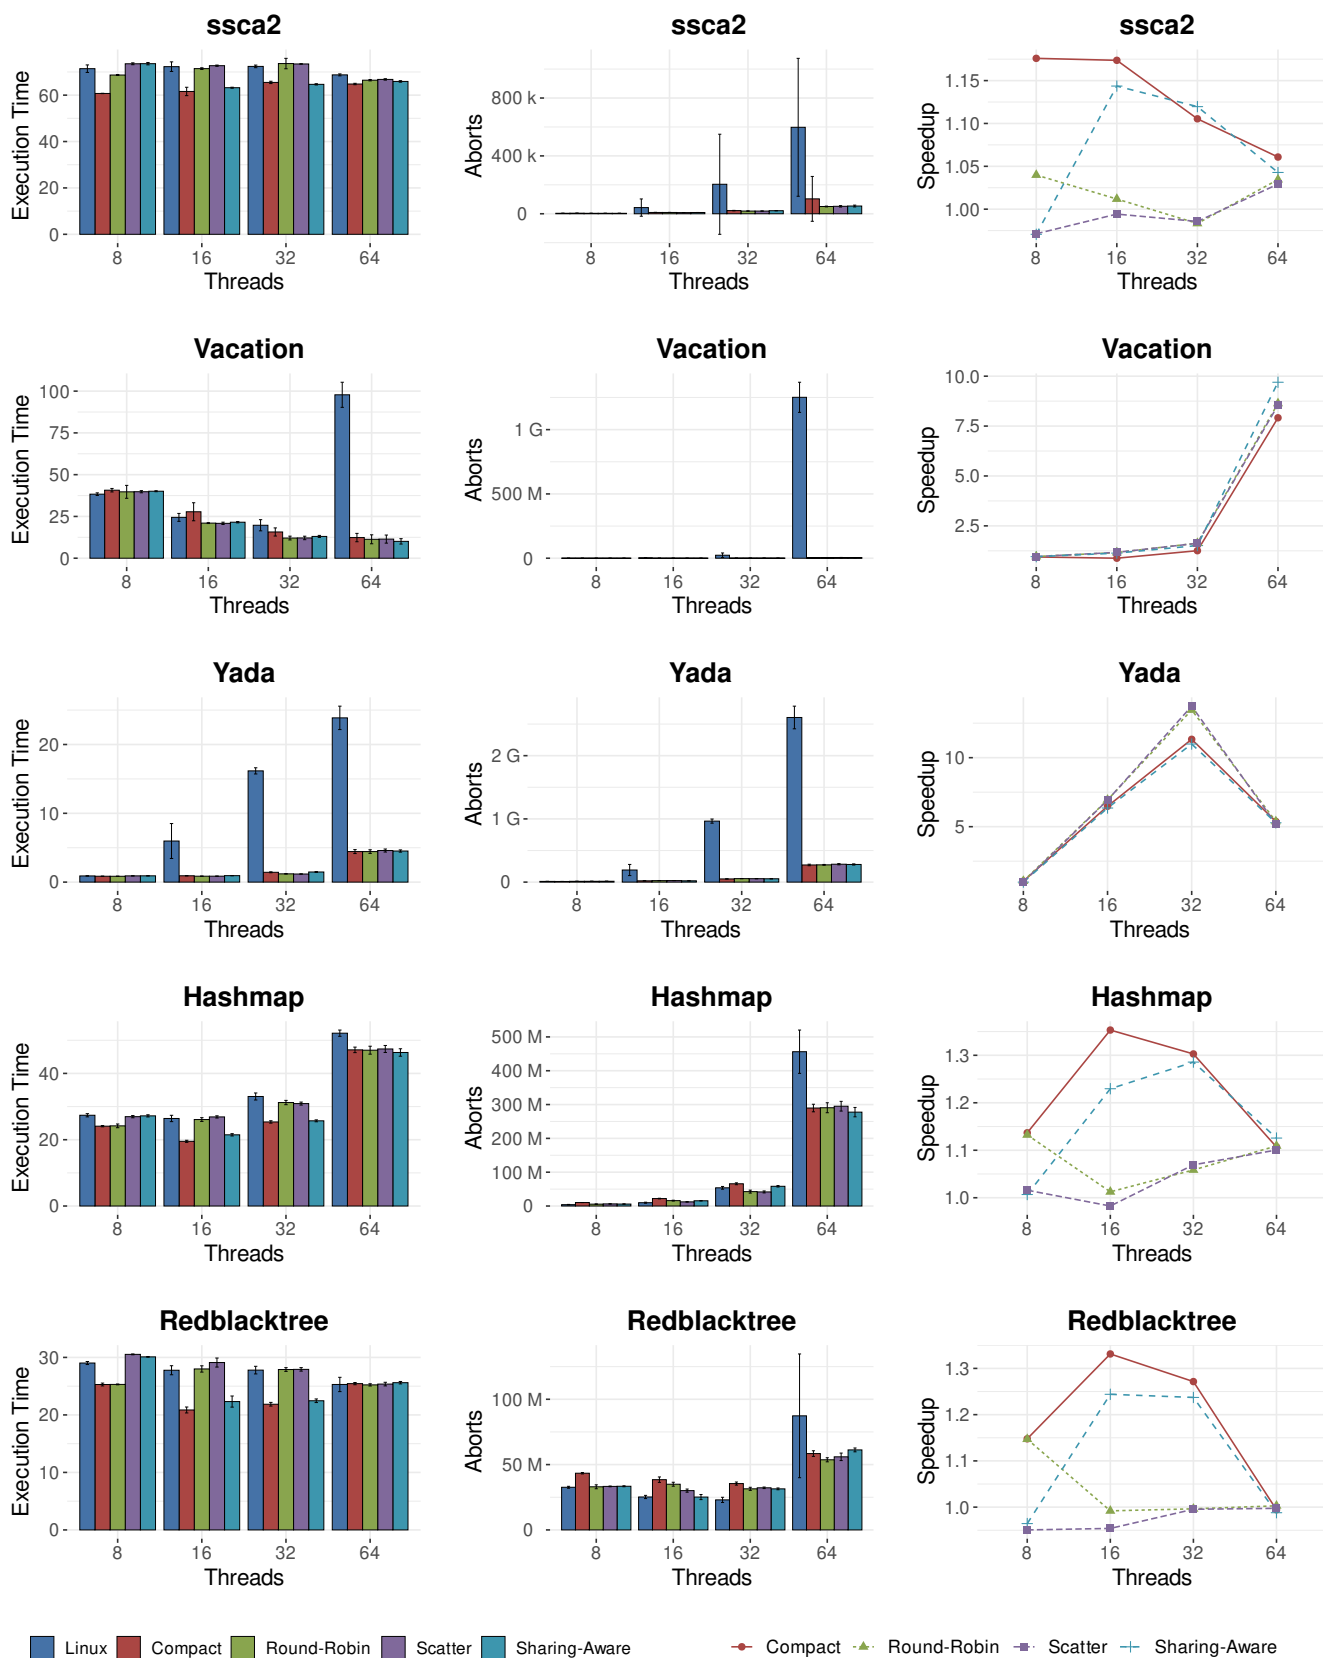 ssca2
ssca2
ssca2
Execution Time
60
40
20
0
8
16
32
64
Threads
Aborts
800 k
400 k
0
8
16
32
64
Threads
Speedup
1.15
1.10
1.05
1.00
8
16
32
64
Threads
Vacation
Vacation
Vacation
Execution Time
100
75
50
25
0
8
16
32
64
Threads
Aborts
1 G
500 M
0
8
16
32
64
Threads
Speedup
10.0
7.5
5.0
2.5
8
16
32
64
Threads
Yada
Yada
Yada
Execution Time
20
10
0
8
16
32
64
Threads
Aborts
2 G
1 G
0
8
16
32
64
Threads
Speedup
10
5
8
16
32
64
Threads
Hashmap
Hashmap
Hashmap
Execution Time
40
20
0
8
16
32
64
Threads
Aborts
500 M
400 M
300 M
200 M
100 M
0
8
16
32
64
Threads
Speedup
1.3
1.2
1.1
1.0
8
16
32
64
Threads
Redblacktree
Redblacktree
Redblacktree
Execution Time
30
20
10
0
8
16
32
64
Threads
Aborts
100 M
50 M
0
8
16
32
64
Threads
Speedup
1.3
1.2
1.1
1.0
8
16
32
64
Threads
Linux Compact Round-Robin Scatter Sharing-Aware
Compact Round-Robin Scatter Sharing-Aware